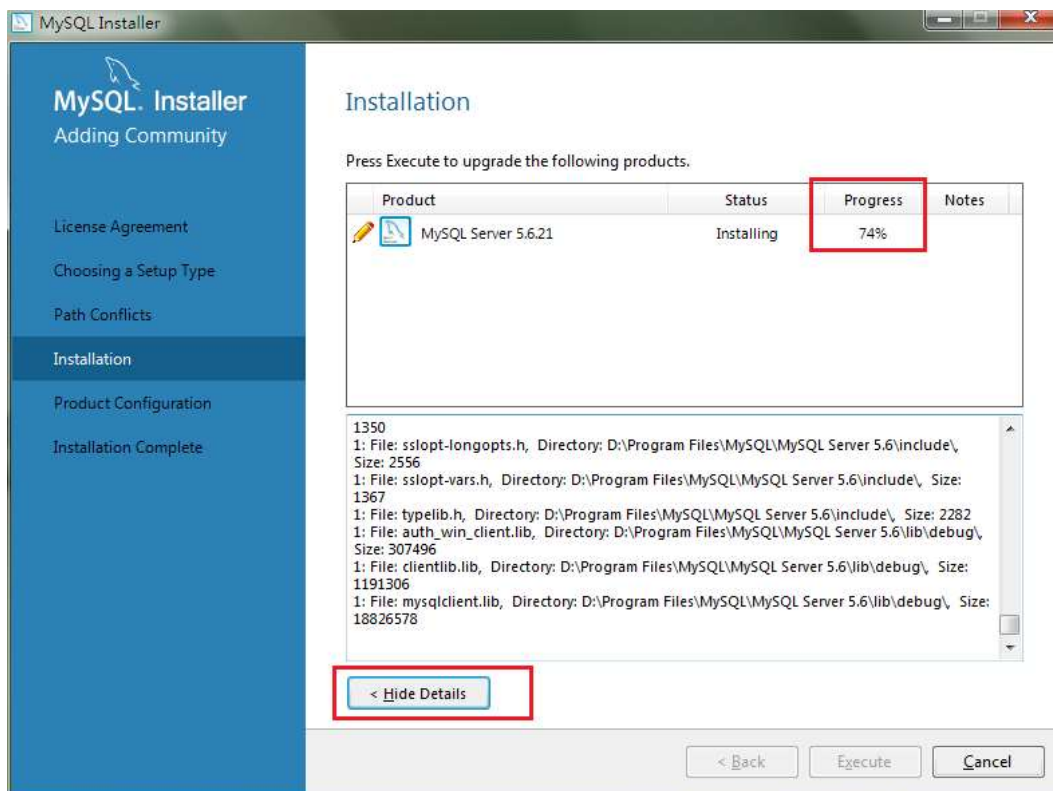 MySQL Installer
MySQL. Installer
Adding Community
License Agreement
Choosing a Setup Type
Path Conflicts
Installation
Product Configuration
Installation Complete
Installation
Press Execute to upgrade the following products.
Product Status Progress Notes
MySQL Server 5.6.21 Installing 74%
1350
1: File: sslopt-longopts.h, Directory: D:\Program Files\MySQL\MySQL Server 5.6\include\,
Size: 2556
1: File: sslopt-vars.h, Directory: D:\Program Files\MySQL\MySQL Server 5.6\include\, Size:
1367
1: File: typelib.h, Directory: D:\Program Files\MySQL\MySQL Server 5.6\include\, Size: 2282
1: File: auth_win_client.lib, Directory: D:\Program Files\MySQL\MySQL Server 5.6\lib\debug\,
Size: 307496
1: File: clientlib.lib, Directory: D:\Program Files\MySQL\MySQL Server 5.6\lib\debug\, Size:
1191306
1: File: mysqlclient.lib, Directory: D:\Program Files\MySQL\MySQL Server 5.6\lib\debug\, Size:
18826578
< Hide Details
< Back Execute Cancel